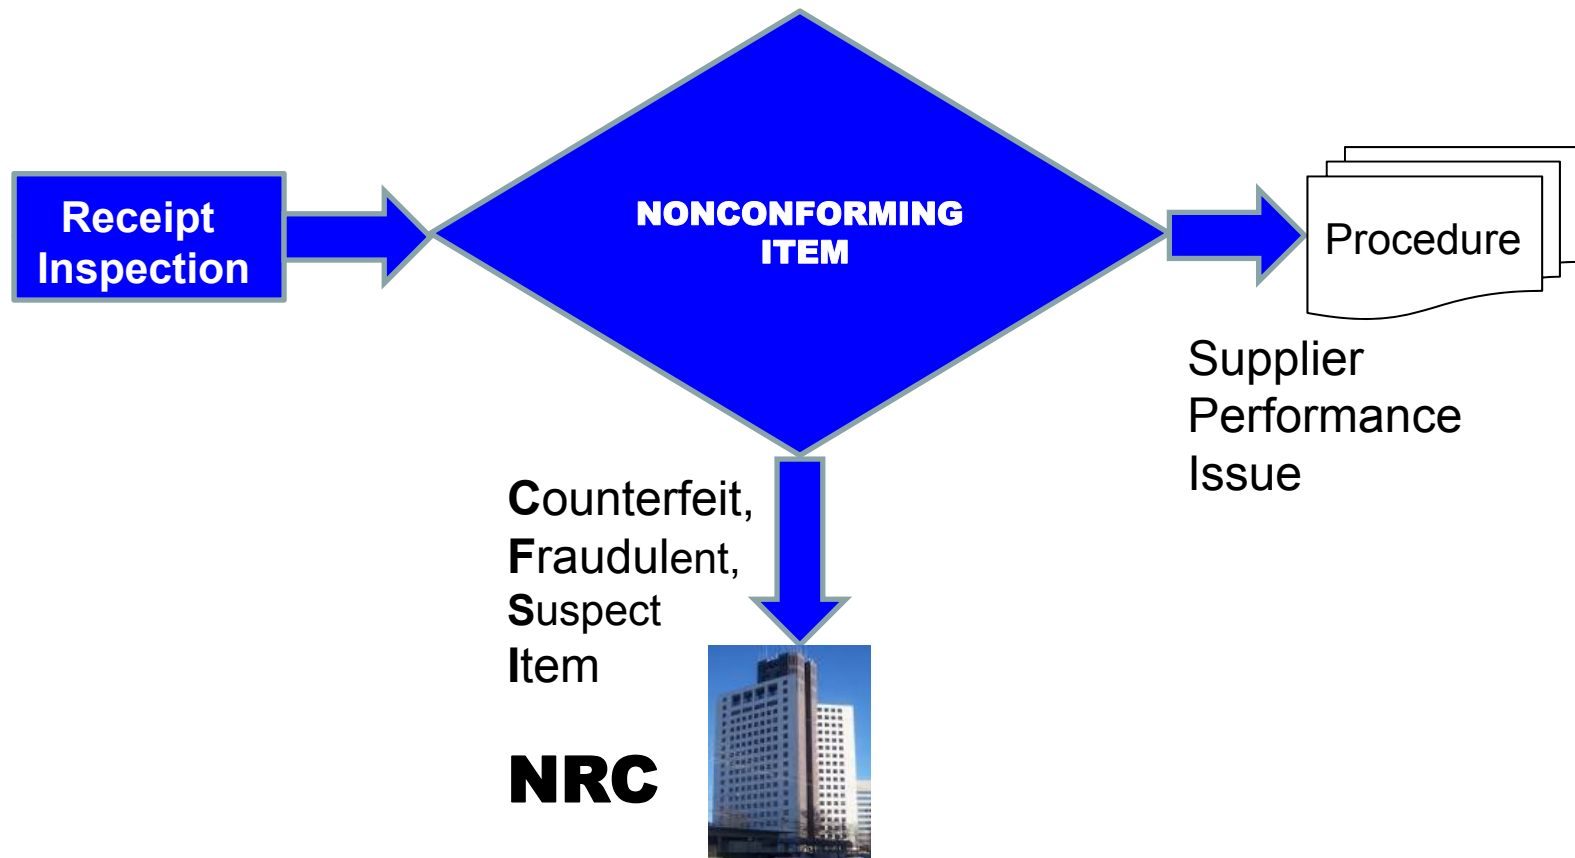 Receipt
Inspection
NONCONFORMING
ITEM
Procedure
Supplier
Performance
Issue
Counterfeit,
Fraudulent,
Suspect
Item
NRC